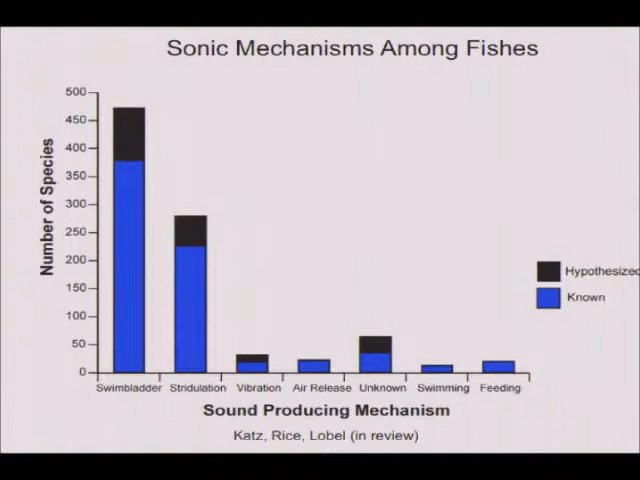 Sonic Mechanisms Among Fishes
Number of Species
500
450
400
350
300
250
200
150
100
50
0
Swimbladder Stridulation Vibration Air Release Unknown Swimming Feeding
Hypothesized
Known
Sound Producing Mechanism
Katz, Rice, Lobel (in review)